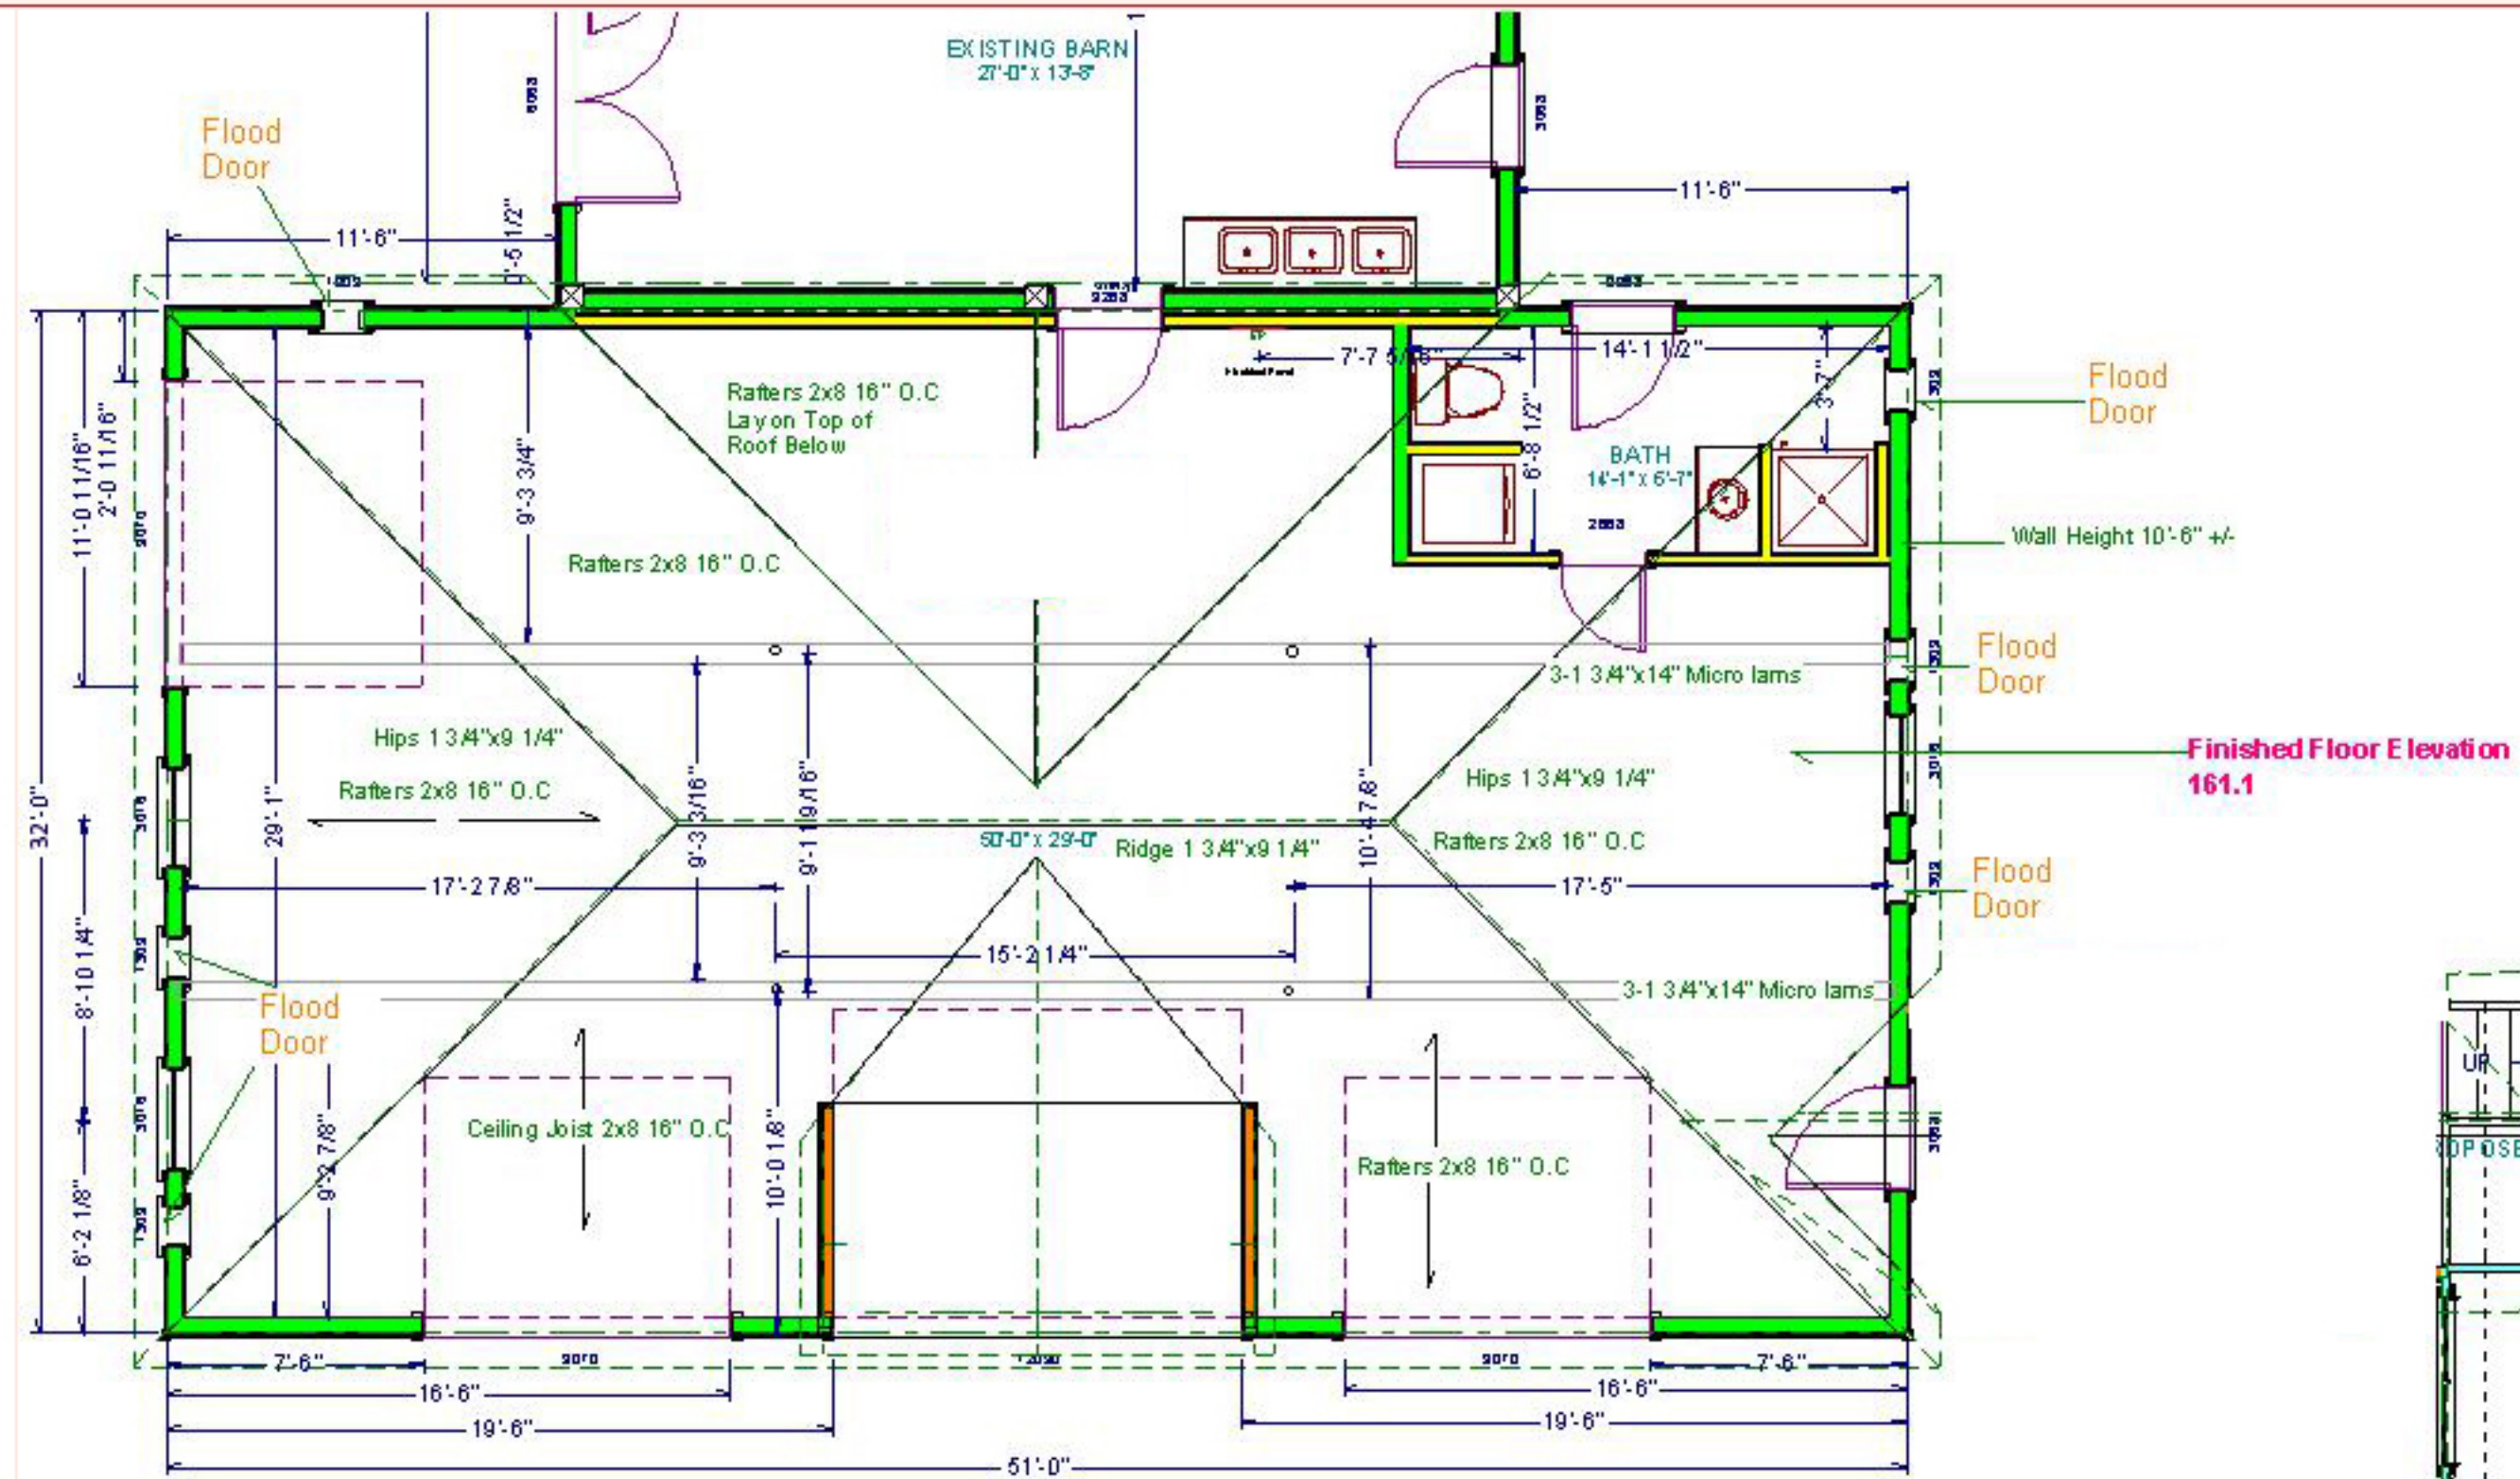 EXISTING BARN
27'-0" x 13'-8"
Flood
Door
11'-6"
11'-6"
7'-7 5/16"
14'-1 1/2"
Rafters 2x8 16" O.C
Lay on Top of
Roof Below
Flood
Door
3'-7"
6'-8 1/2"
BATH
14'-1" x 6'-7"
2668
11'-0 11/16"
2'-0 11/16"
9'-3 3/4"
Wall Height 10'-6" +/-
Rafters 2x8 16" O.C
Flood
Door
3-1 3/4"x14" Micro lams
Hips 1 3/4"x9 1/4"
Finished Floor Elevation
161.1
Rafters 2x8 16" O.C
Hips 1 3/4"x9 1/4"
32'-0"
29'-1"
9'-3 3/16"
9'-1 19/16"
10'-4 7/8"
50'-0" x 29'-0"
Ridge 1 3/4"x9 1/4"
Rafters 2x8 16" O.C
17'-2 7/8"
17'-5"
Flood
Door
8'-10 1/4"
15'-2 1/4"
3-1 3/4"x14" Micro lams
Flood
Door
UP
Ceiling Joist 2x8 16" O.C
Rafters 2x8 16" O.C
6'-2 1/8"
9'-2 7/8"
10'-0 1/8"
7'-6"
9070
9070
7'-6"
16'-6"
16'-6"
19'-6"
19'-6"
51'-0"